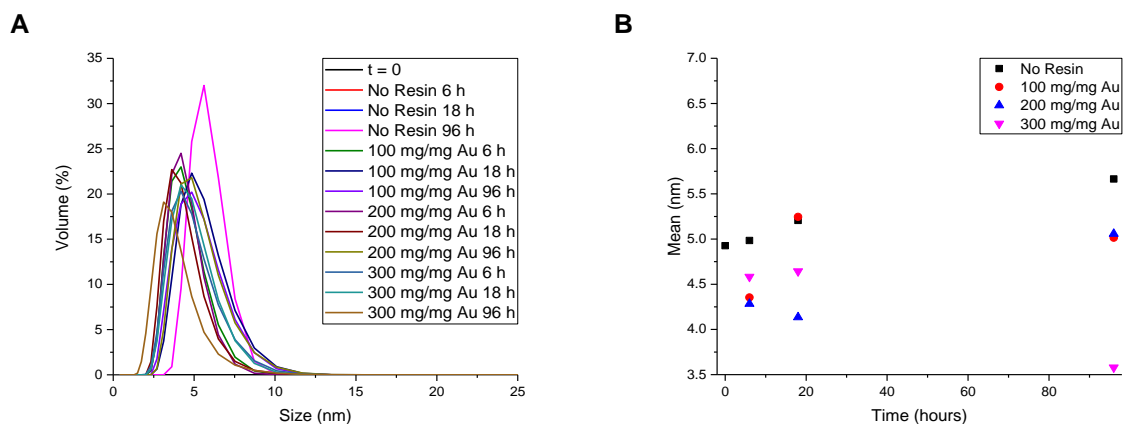 A
35
30
25
20
15
10
5
0
Volume (%)
0 5 10 15 20 25
Size (nm)
t = 0
No Resin 6 h
No Resin 18 h
No Resin 96 h
100 mg/mg Au 6 h
100 mg/mg Au 18 h
100 mg/mg Au 96 h
200 mg/mg Au 6 h
200 mg/mg Au 18 h
200 mg/mg Au 96 h
300 mg/mg Au 6 h
300 mg/mg Au 18 h
300 mg/mg Au 96 h
B
7.0
6.5
6.0
5.5
5.0
4.5
4.0
3.5
Mean (nm)
0 20 40 60 80
Time (hours)
No Resin
100 mg/mg Au
200 mg/mg Au
300 mg/mg Au